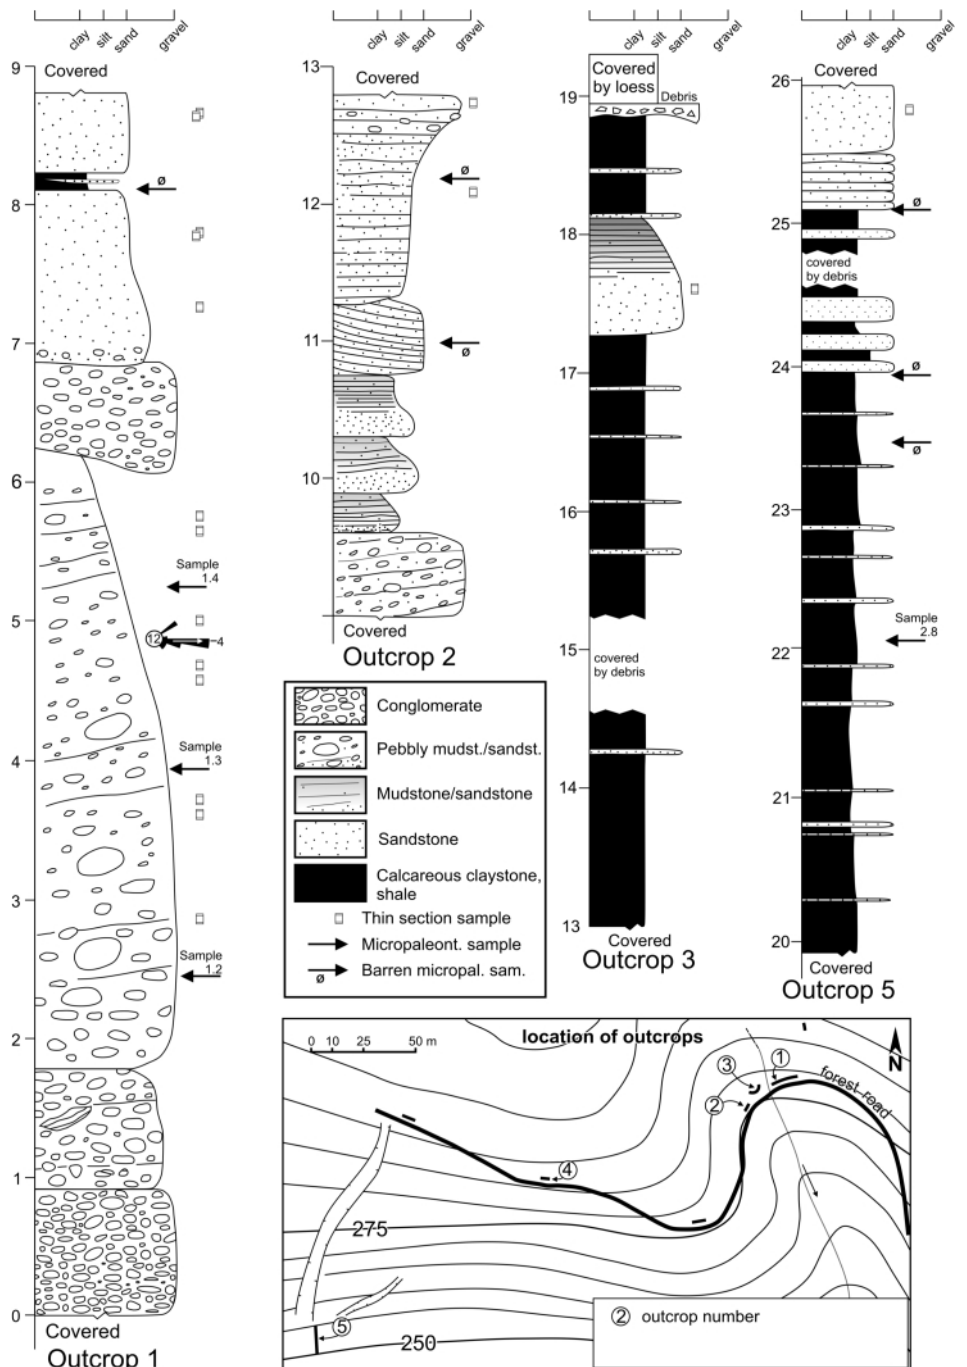 clay silt sand gravel
9
Covered
8
ø
7
6
Sample
1.4
5
12
4
Sample
1.3
4
3
Sample
1.2
2
1
0
Covered
Outcrop 1
clay silt sand gravel
13
Covered
12
ø
11
ø
10
Covered
Outcrop 2
clay silt sand gravel
Covered
by loess
Debris
19
18
17
16
15
covered
by debris
14
13
Covered
Outcrop 3
clay silt sand gravel
26
Covered
25
ø
covered
by debris
24
ø
ø
23
Sample
2.8
22
21
20
Covered
Outcrop 5
Conglomerate
Pebbly mudst./sandst.
Mudstone/sandstone
Sandstone
Calcareous claystone,
shale
Thin section sample
Micropaleont. sample
ø Barren micropal. sam.
location of outcrops
0 10 50 m
N
1
3
2
forest road
4
275
5
250
2 outcrop number